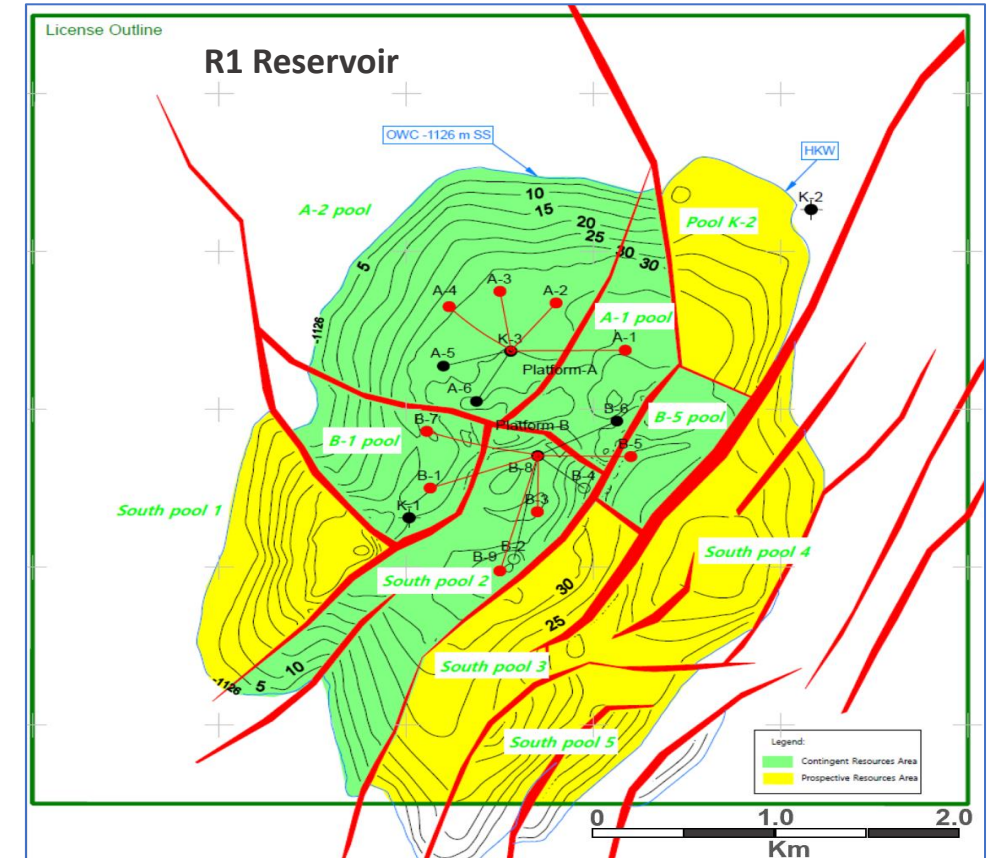 License Outline
R1 Reservoir
OWC -1126 m SS
HKW
K-2
A-2 pool
10
15
20
25
30
30
Pool K-2
5
A-3
A-4
A-2
-1126
A-1 pool
K-3
A-1
A-5
Platform-A
A-6
B-6
B-5 pool
B-7
Platform B
B-1 pool
B-5
B-8
B-4
B-1
B-3
K-1
South pool 1
B-2
B-9
South pool 4
South pool 2
30
25
South pool 3
10
5
-1126
South pool 5
Legend:
Contingent Resources Area
Prospective Resources Area
0 1.0 2.0
Km